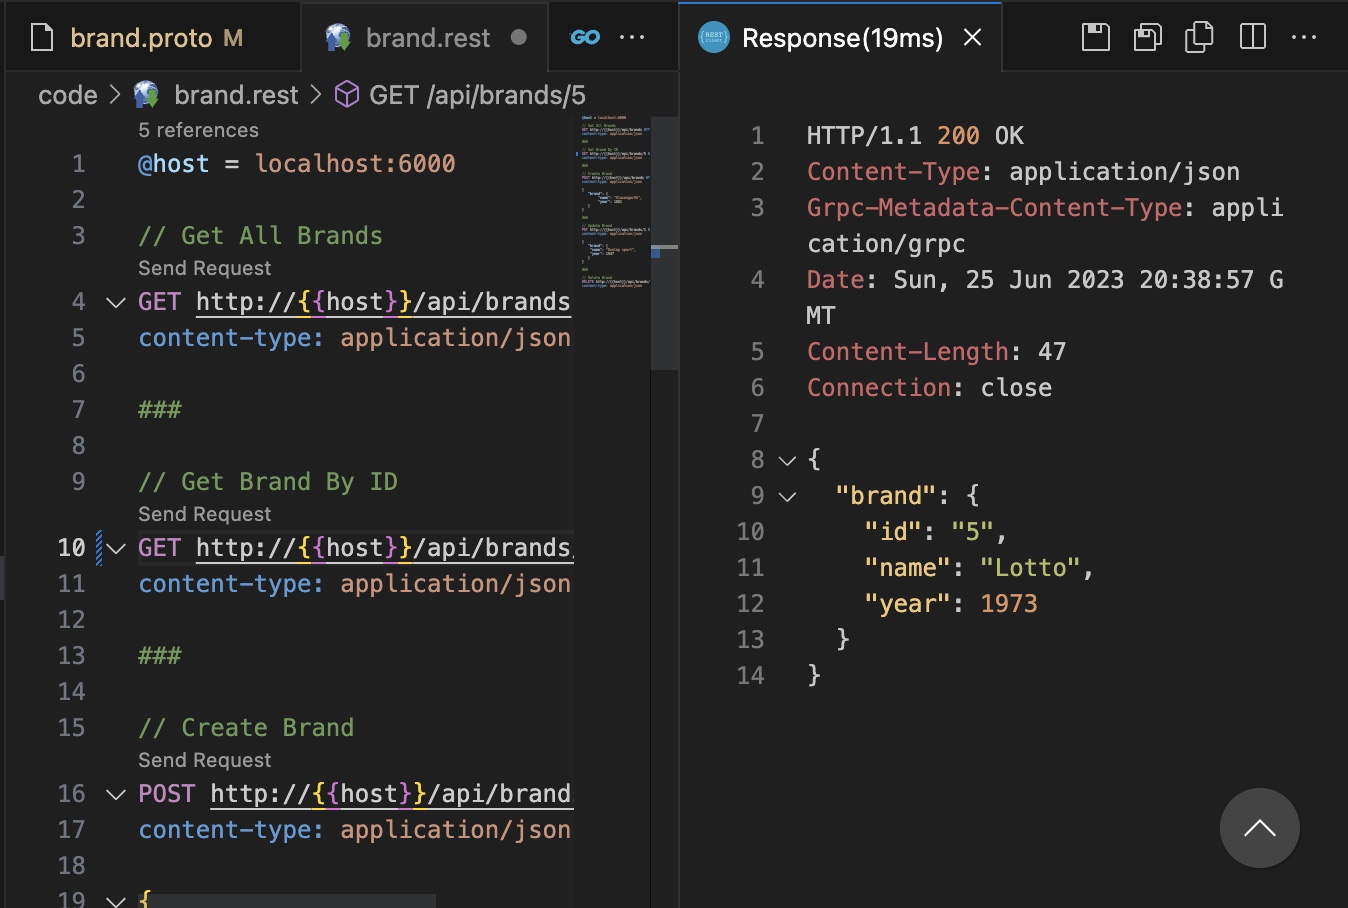 brand.proto M
brand.rest
GO
Response(19ms)
code > brand.rest > GET /api/brands/5
5 references
1 @host = localhost:6000
2
3 // Get All Brands
Send Request
4 GET http://{{host}}/api/brands
5 content-type: application/json
6
7 ###
8
9 // Get Brand By ID
Send Request
10 GET http://{{host}}/api/brands/
11 content-type: application/json
12
13 ###
14
15 // Create Brand
Send Request
16 POST http://{{host}}/api/brand
17 content-type: application/json
18
19 {
1 HTTP/1.1 200 OK
2 Content-Type: application/json
3 Grpc-Metadata-Content-Type: appli
cation/grpc
4 Date: Sun, 25 Jun 2023 20:38:57 G
MT
5 Content-Length: 47
6 Connection: close
7
8 {
9 "brand": {
10 "id": "5",
11 "name": "Lotto",
12 "year": 1973
13 }
14 }